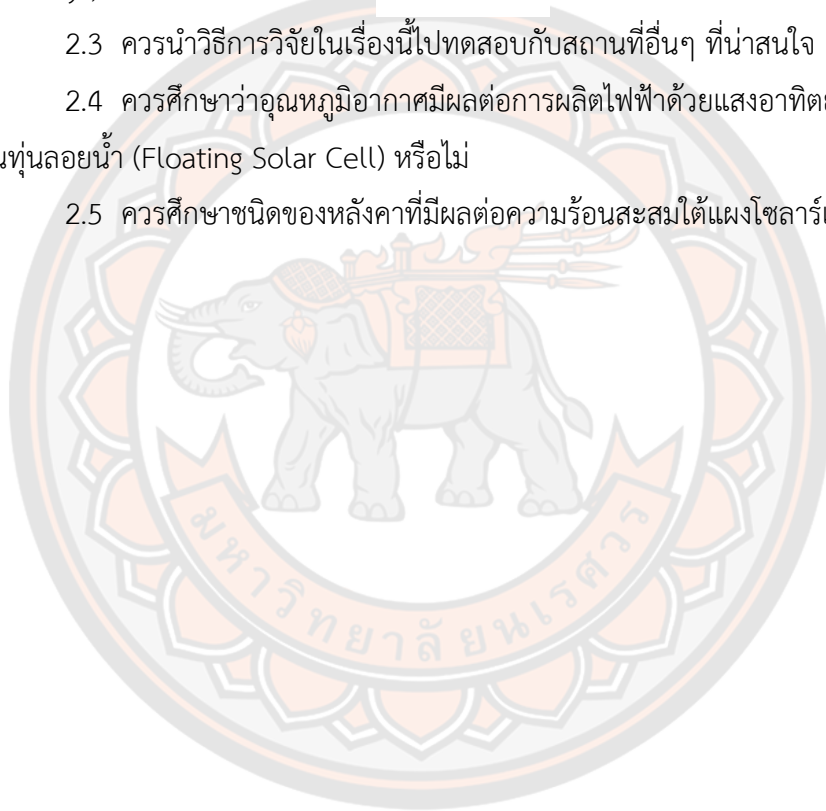 2.3 ควรนำวิธีการวิจัยในเรื่องนี้ไปทดสอบกับสถานที่อื่นๆ ที่น่าสนใจ
2.4 ควรศึกษาว่าอุณหภูมิอากาศมีผลต่อการผลิตไฟฟ้าด้วยแสงอาทิต
นทุ่นลอยน้ำ (Floating Solar Cell) หรือไม่
2.5 ควรศึกษาชนิดของหลังคาที่มีผลต่อความร้อนสะสมใต้แผงโซลาร์เ
มหาวิทยาลัยนเรศวร